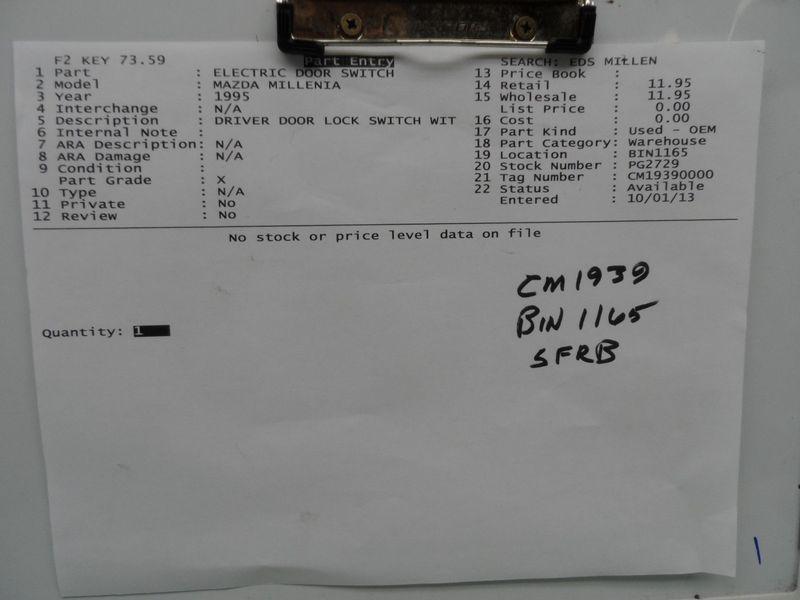 F2 KEY 73.59 Part Entry SEARCH: EDS MILLEN
1 Part : ELECTRIC DOOR SWITCH 13 Price Book :
2 Model : MAZDA MILLENIA 14 Retail : 11.95
3 Year : 1995 15 Wholesale : 11.95
4 Interchange : N/A List Price : 0.00
5 Description : DRIVER DOOR LOCK SWITCH WIT 16 Cost : 0.00
6 Internal Note : 17 Part Kind : Used - OEM
7 ARA Description: N/A 18 Part Category: Warehouse
8 ARA Damage : N/A 19 Location : BIN1165
9 Condition : 20 Stock Number : PG2729
Part Grade : X 21 Tag Number : CM19390000
10 Type : N/A 22 Status : Available
11 Private : No Entered : 10/01/13
12 Review : No
No stock or price level data on file
CM1939
BIN 1165
SFRB
Quantity: 1
1